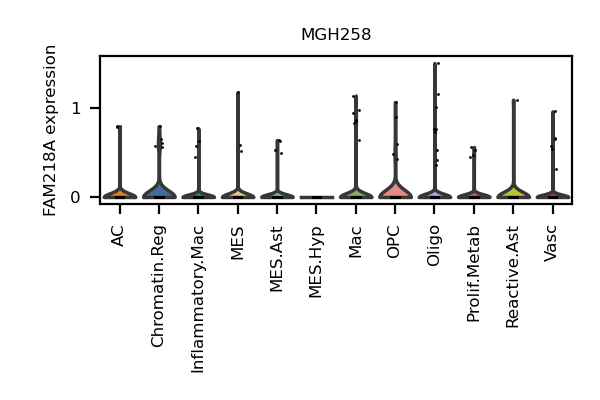 MGH258
FAM218A expression
1
0
AC
Chromatin.Reg
Inflammatory.Mac
MES
MES.Ast
MES.Hyp
Mac
OPC
Oligo
Prolif.Metab
Reactive.Ast
Vasc